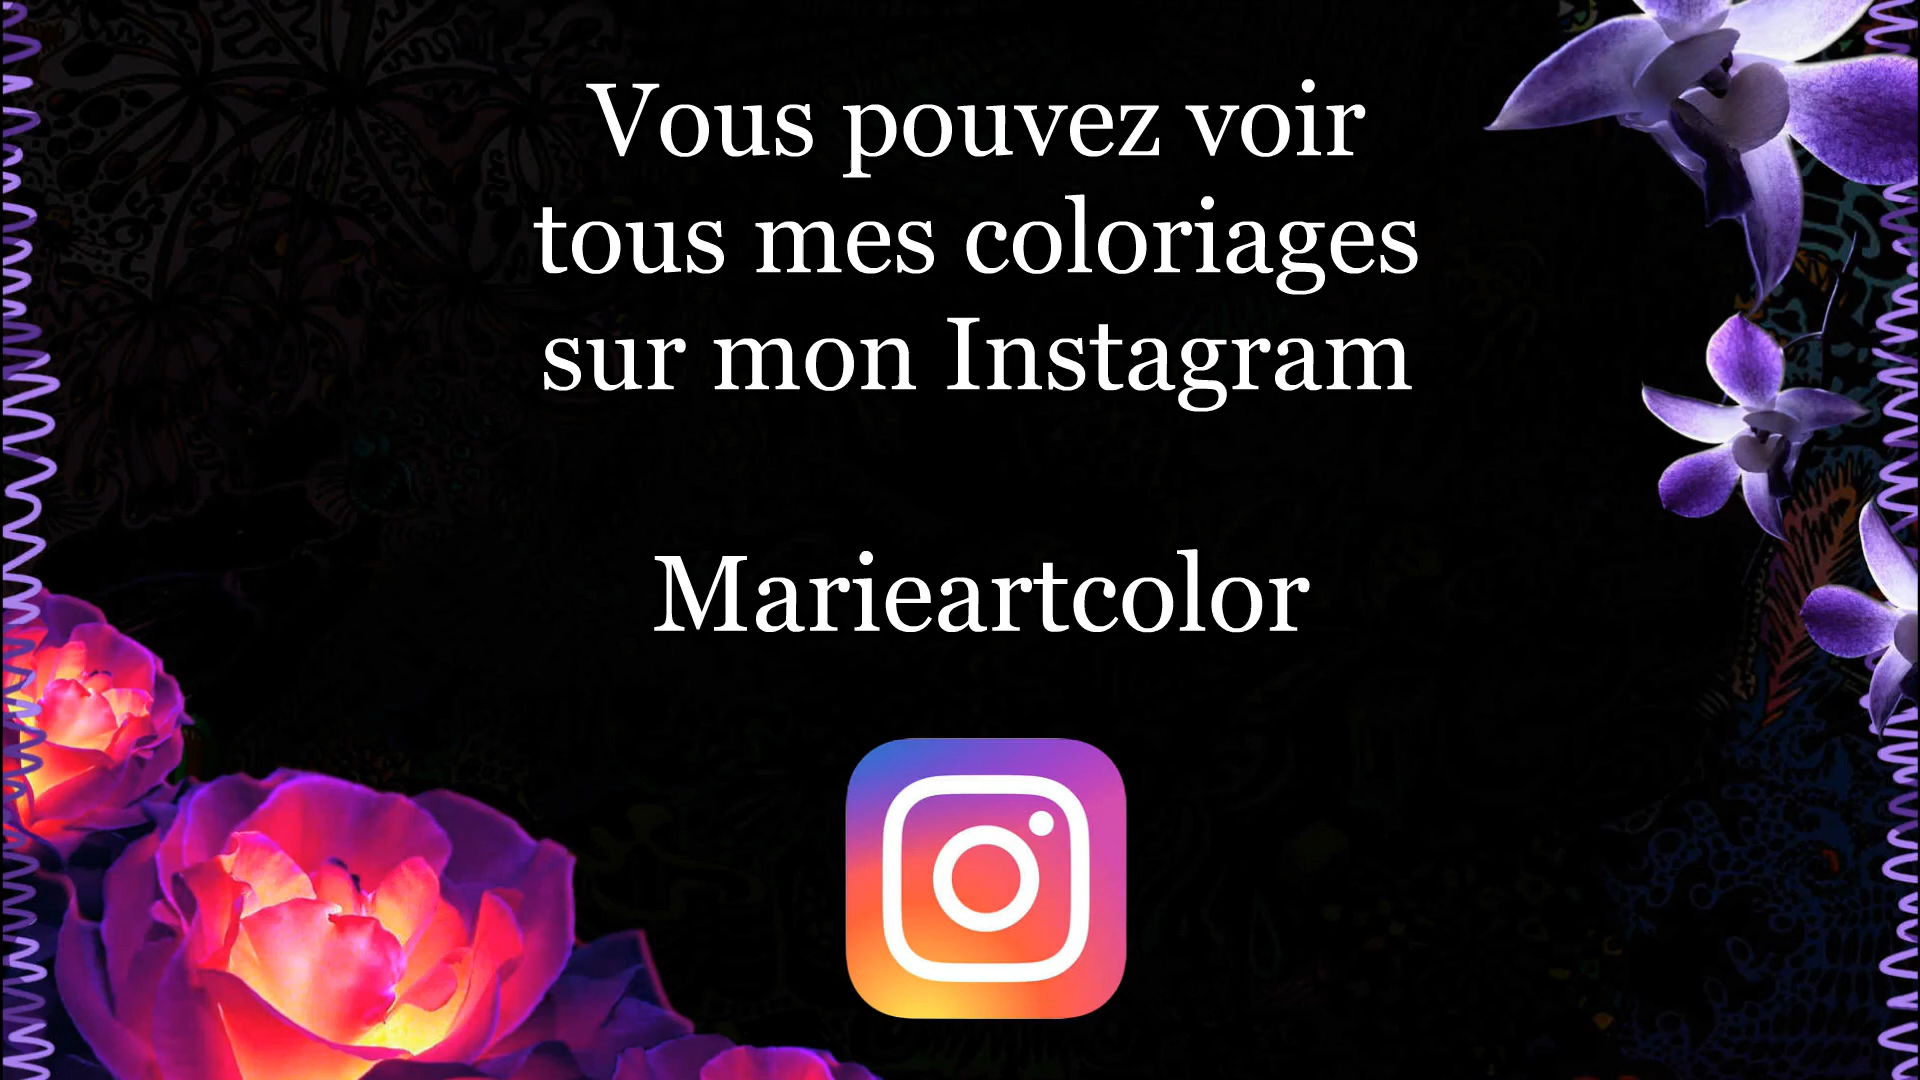 Vous pouvez voir
tous mes coloriages
sur mon Instagram
Marieartcolor